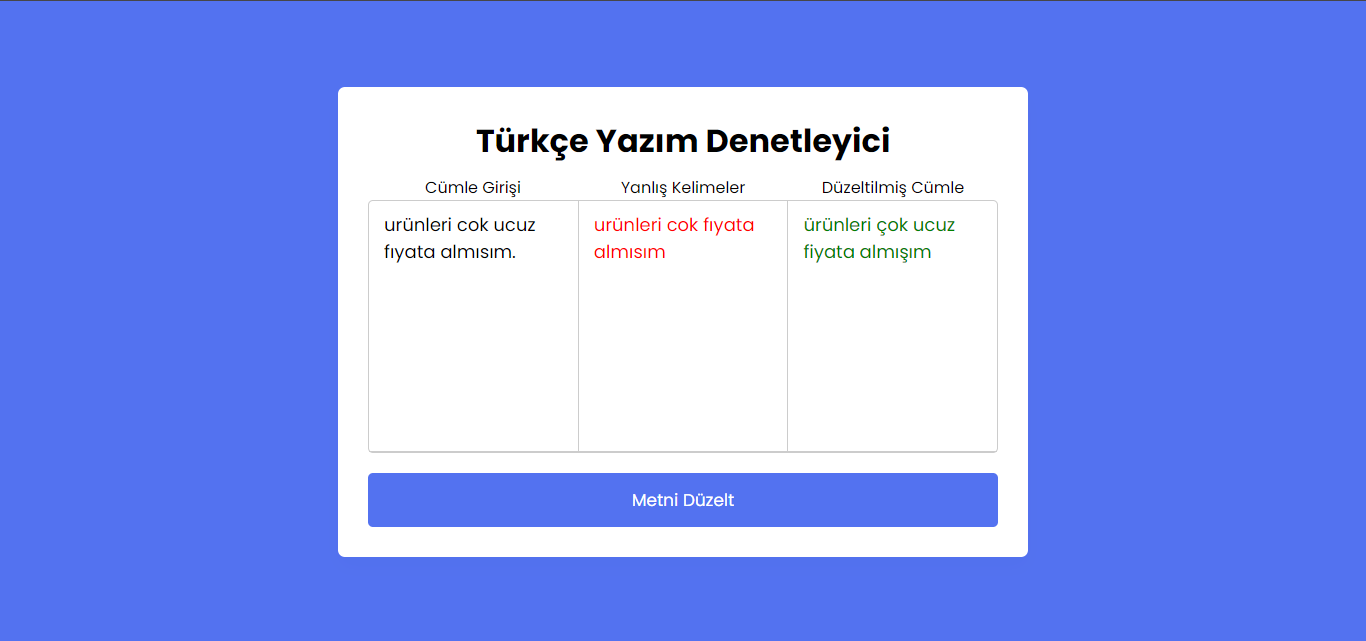 Türkçe Yazım Denetleyici
Cümle Girişi
Yanlış Kelimeler
Düzeltilmiş Cümle
urünleri cok ucuz
fıyata almısım.
urünleri cok fıyata
almısım
ürünleri çok ucuz
fiyata almışım
Metni Düzelt